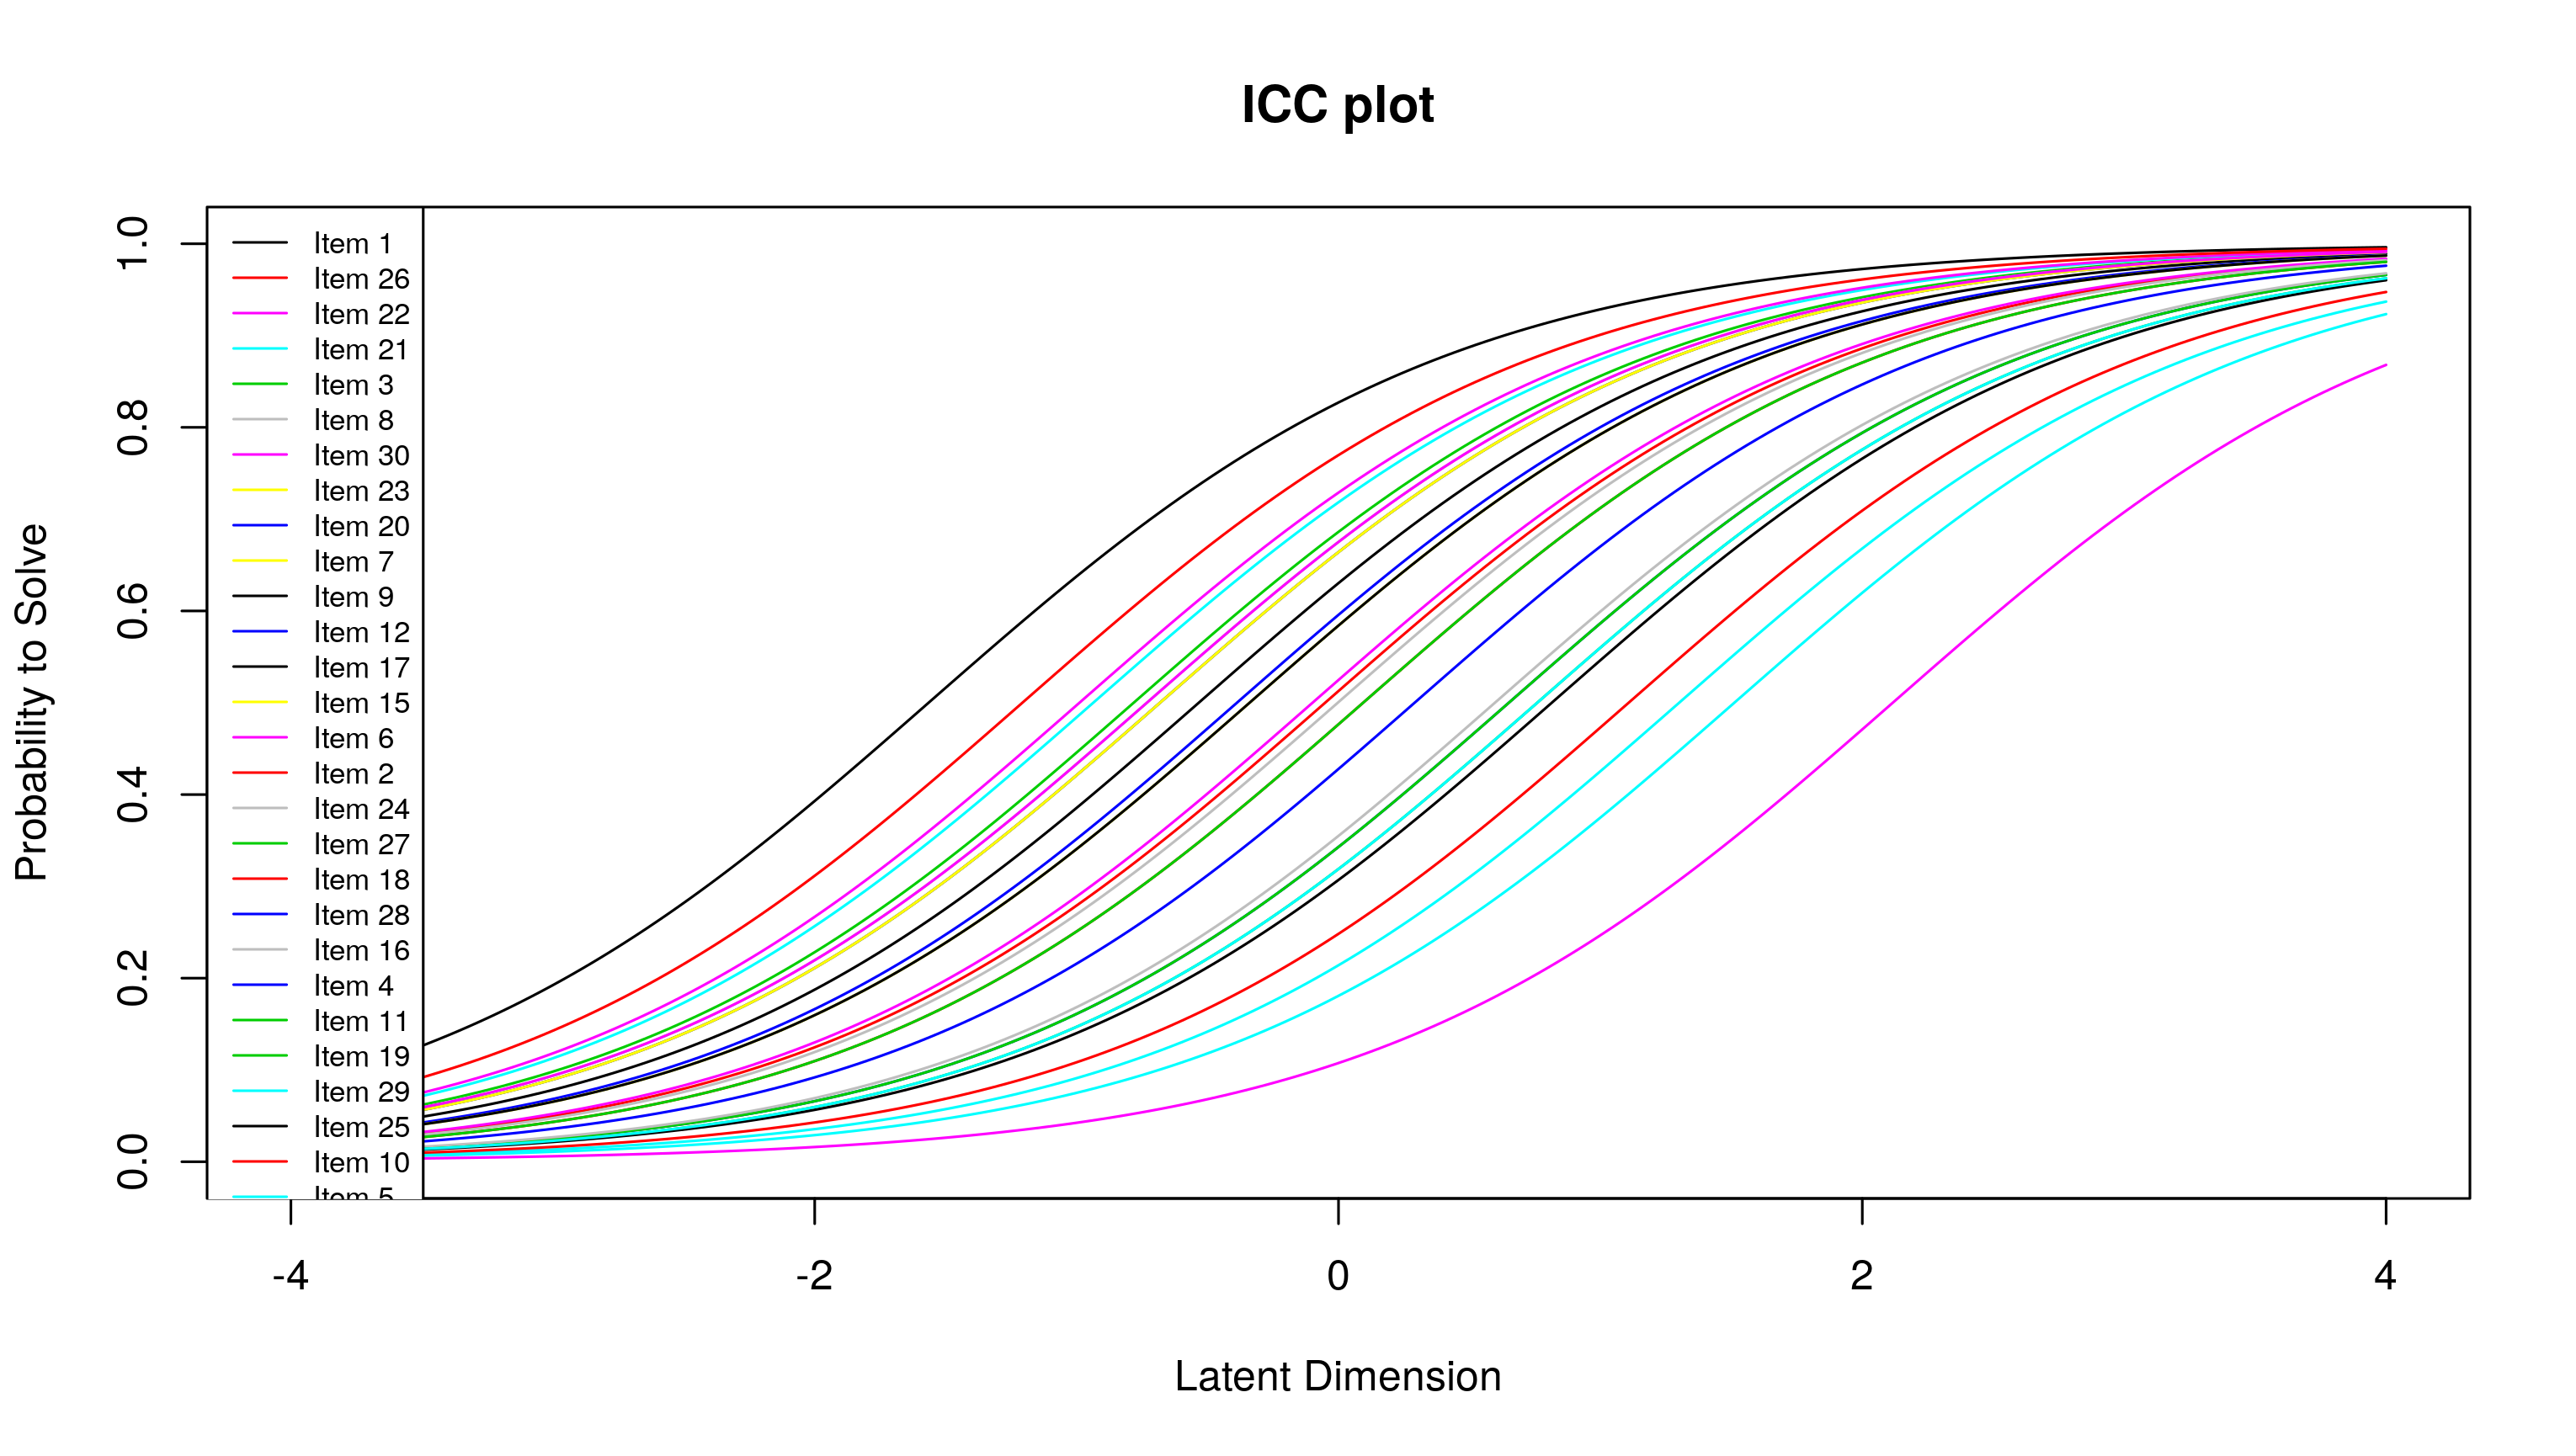 ICC plot
Probability to Solve
1.0
0.8
0.6
0.4
0.2
0.0
Item 1
Item 26
Item 22
Item 21
Item 3
Item 8
Item 30
Item 23
Item 20
Item 7
Item 9
Item 12
Item 17
Item 15
Item 6
Item 2
Item 24
Item 27
Item 18
Item 28
Item 16
Item 4
Item 11
Item 19
Item 29
Item 25
Item 10
Item 5
-4
-2
0
2
4
Latent Dimension